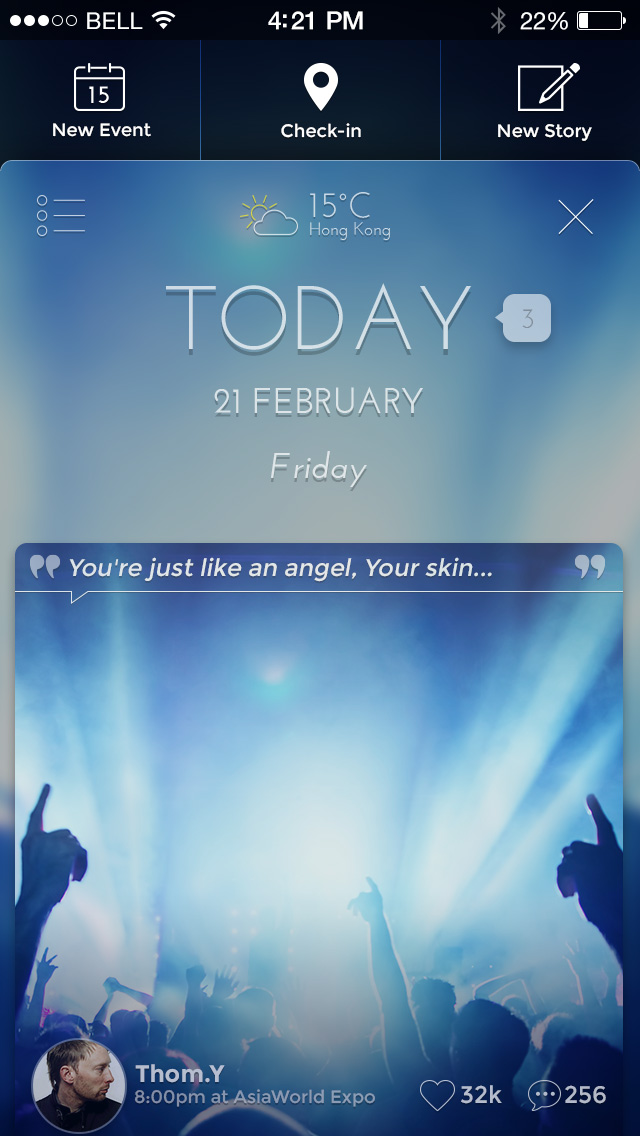 BELL 4:21 PM 22%
15
New Event
Check-in
New Story
15°C
Hong Kong
TODAY
3
21 FEBRUARY
Friday
❝ You're just like an angel, Your skin... ❞
Thom.Y
8:00pm at AsiaWorld Expo
32k
256